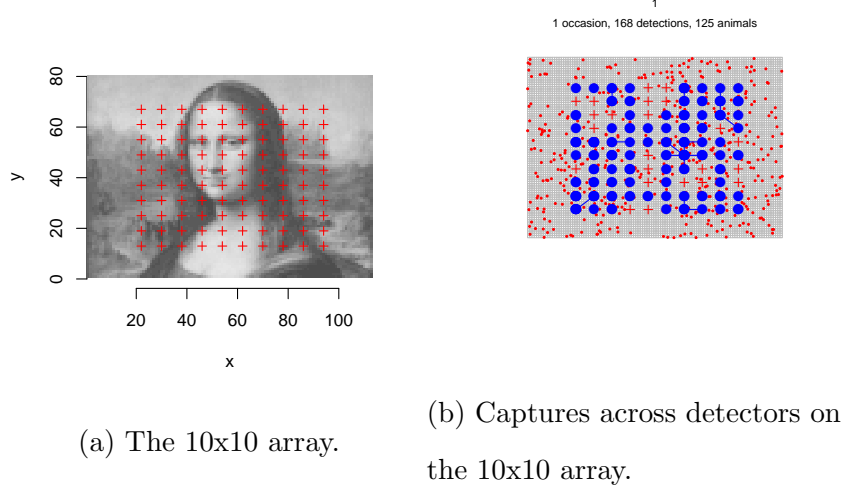 80
60
40
20
0
y
20 40 60 80 100
x
(a) The 10x10 array.
1
1 occasion, 168 detections, 125 animals
(b) Captures across detectors on
the 10x10 array.